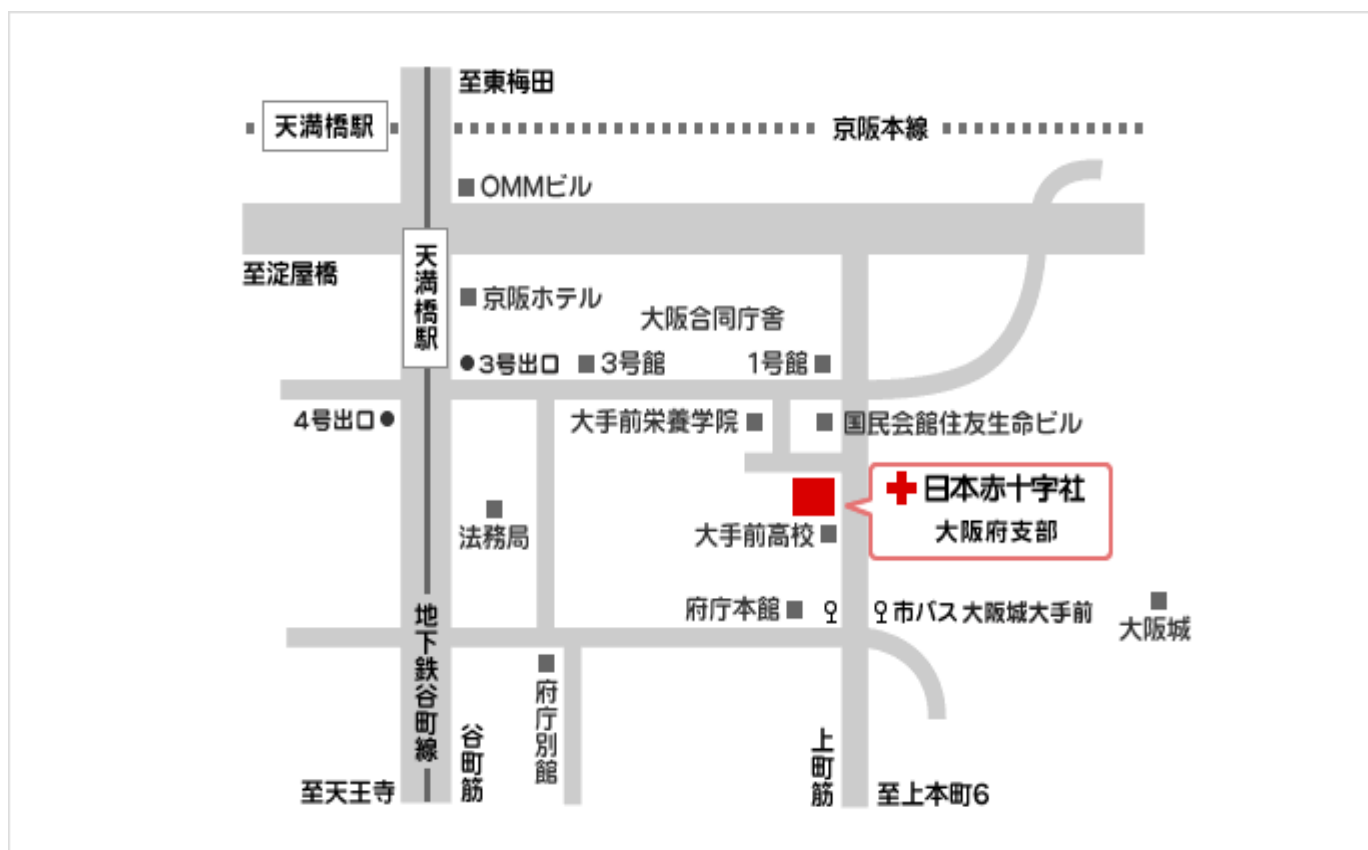 至東梅田
天満橋駅
京阪本線
OMMビル
至淀屋橋
天満橋駅
京阪ホテル
大阪合同庁舎
3号出口
3号館
1号館
4号出口
大手前栄養学院
国民会館住友生命ビル
日本赤十字社
大阪府支部
法務局
大手前高校
府庁本館
市バス 大阪城大手前
大阪城
地下鉄谷町線
府庁別館
谷町筋
上町筋
至天王寺
至上本町6